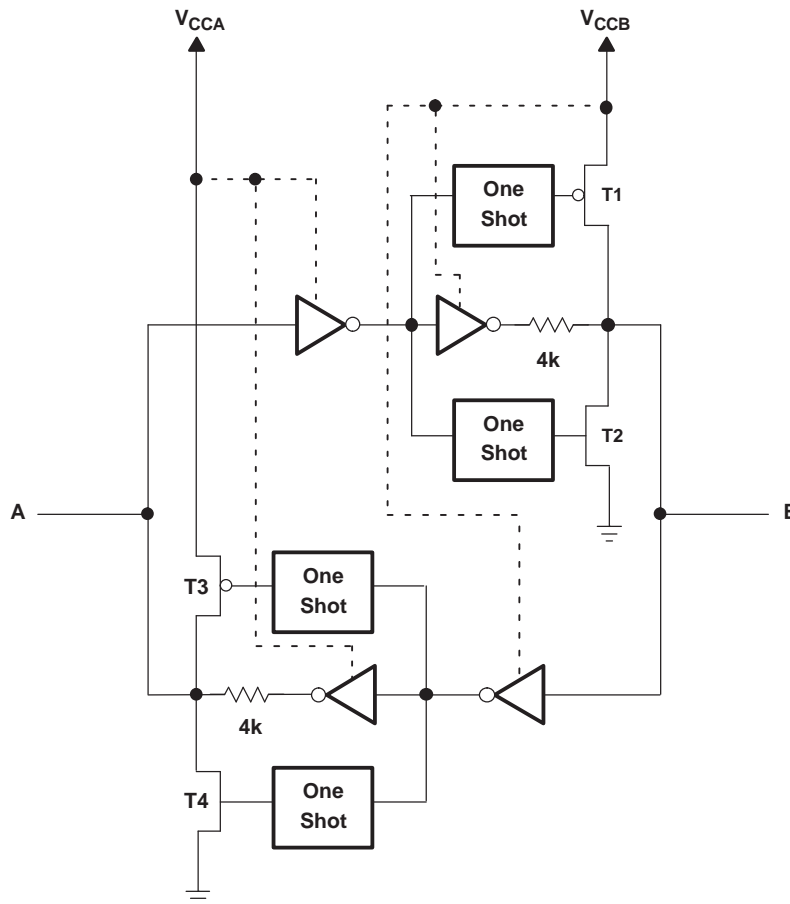 VCCA
VCCB
One
Shot
T1
4k
One
Shot
T2
A
B
T3
One
Shot
4k
T4
One
Shot